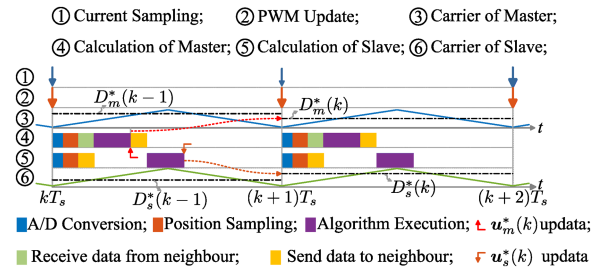 ① Current Sampling; ② PWM Update; ③ Carrier of Master;
④ Calculation of Master; ⑤ Calculation of Slave; ⑥ Carrier of Slave;
①
②
③ D*m(k−1) D*m(k) t
④
⑤
⑥ D*s(k−1) D*s(k) t
kTs (k+1)Ts (k+2)Ts
A/D Conversion; Position Sampling; Algorithm Execution; u*m(k) updata;
Receive data from neighbour; Send data to neighbour; u*s(k) updata